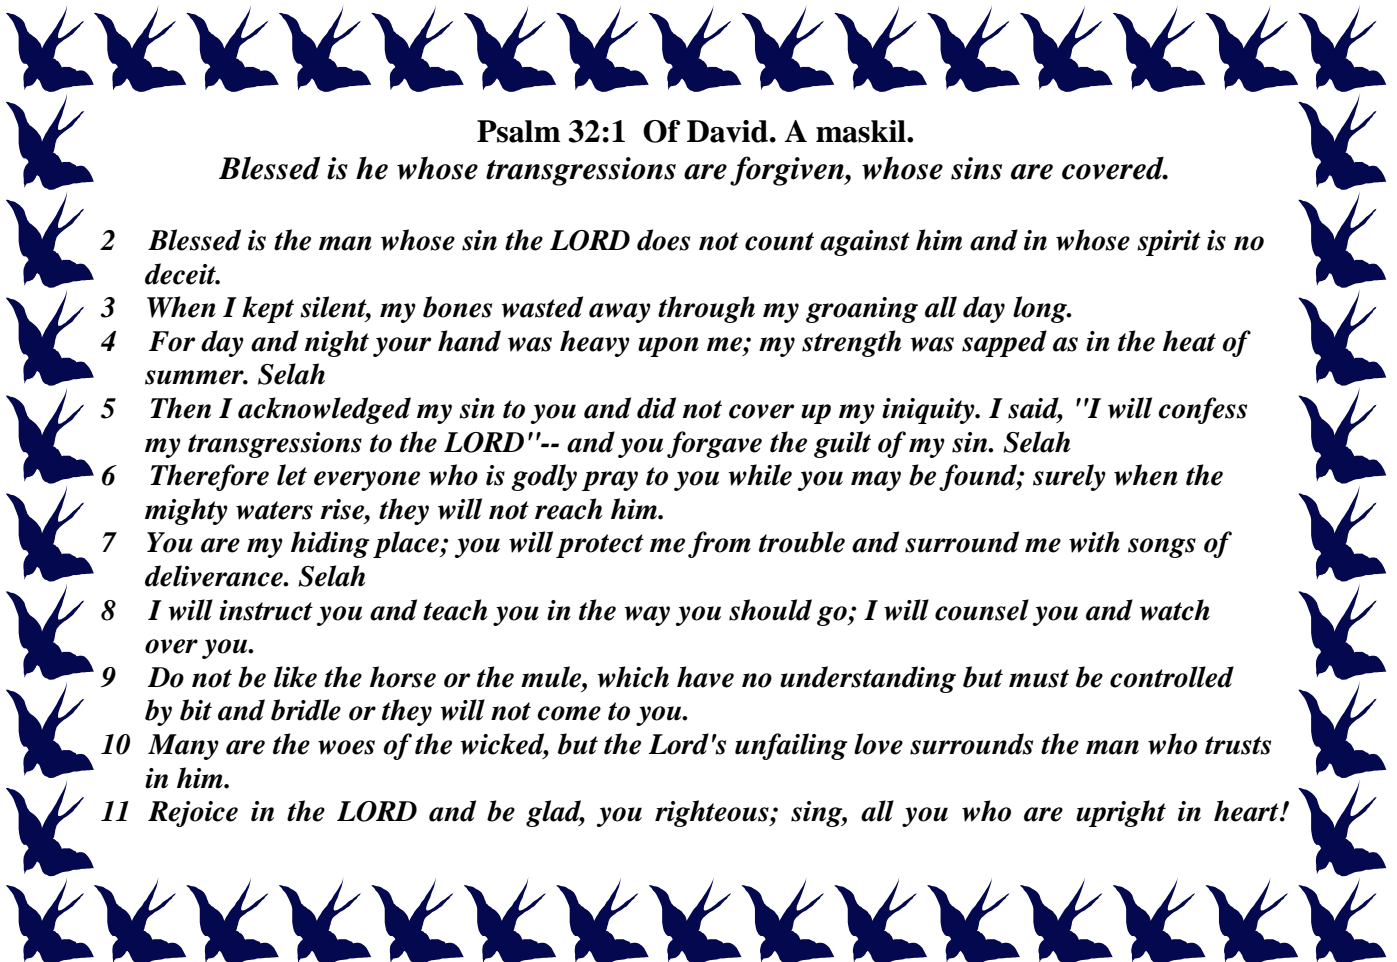 Psalm 32:1  Of David. A maskil.
Blessed is he whose transgressions are forgiven, whose sins are covered.
2 Blessed is the man whose sin the LORD does not count against him and in whose spirit is no
deceit.
3 When I kept silent, my bones wasted away through my groaning all day long.
4 For day and night your hand was heavy upon me; my strength was sapped as in the heat of
summer. Selah
5 Then I acknowledged my sin to you and did not cover up my iniquity. I said, "I will confess
my transgressions to the LORD"-- and you forgave the guilt of my sin. Selah
6 Therefore let everyone who is godly pray to you while you may be found; surely when the
mighty waters rise, they will not reach him.
7 You are my hiding place; you will protect me from trouble and surround me with songs of
deliverance. Selah
8 I will instruct you and teach you in the way you should go; I will counsel you and watch
over you.
9 Do not be like the horse or the mule, which have no understanding but must be controlled
by bit and bridle or they will not come to you.
10 Many are the woes of the wicked, but the Lord's unfailing love surrounds the man who trusts
in him.
11 Rejoice in the LORD and be glad, you righteous; sing, all you who are upright in heart!